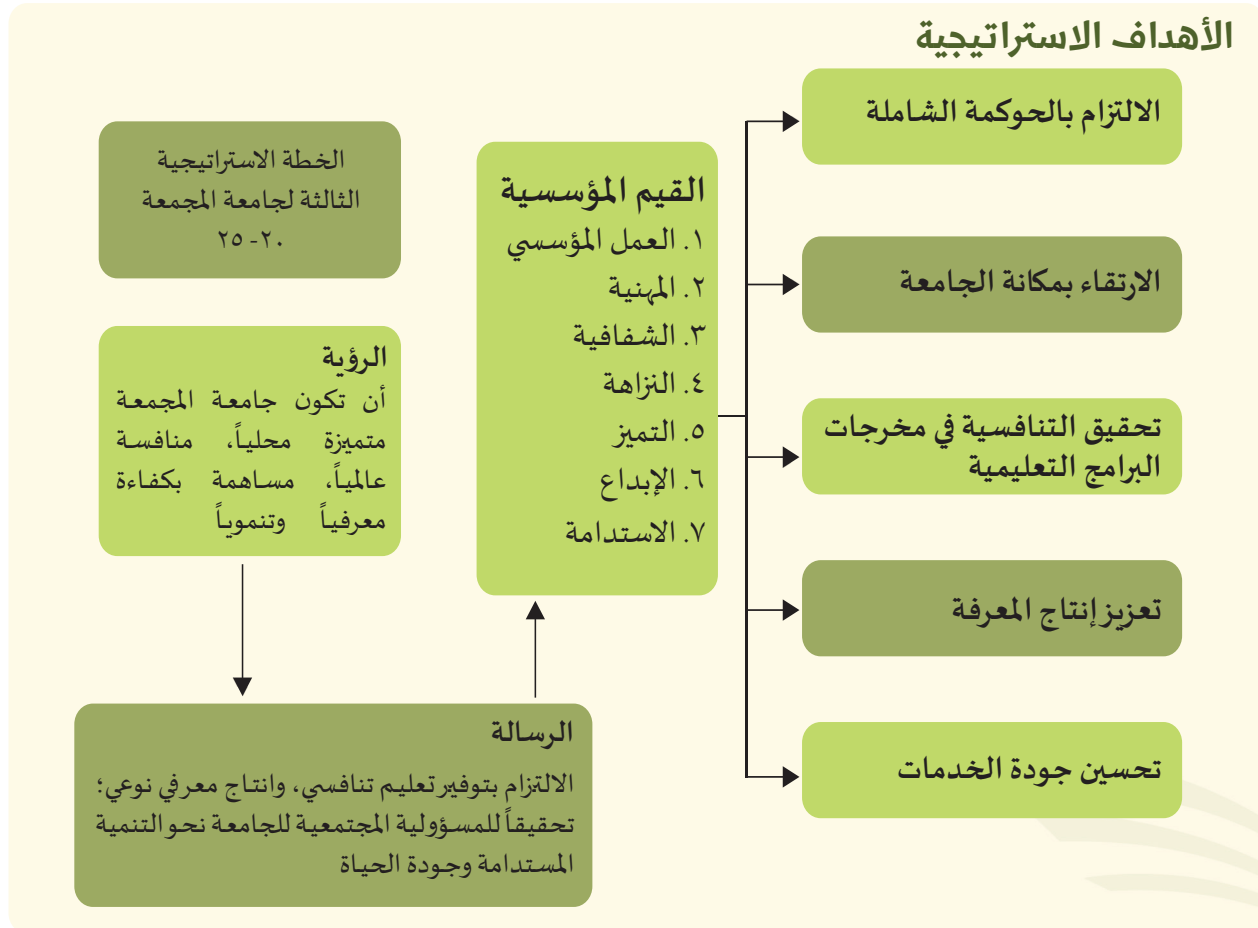 الأهداف الاستراتيجية
الخطة الاستراتيجية
الثالثة لجامعة المجمعة
٢٠- ٢٥
الرؤية
أن تكون جامعة المجمعة
متميزة محلياً، منافسة
عالمياً، مساهمة بكفاءة
معرفياً وتنموياً
الرسالة
الالتزام بتوفير تعليم تنافسي، وانتاج معرفي نوعي؛
تحقيقاً للمسؤولية المجتمعية للجامعة نحو التنمية
المستدامة وجودة الحياة
القيم المؤسسية
١. العمل المؤسسي
٢. المهنية
٣. الشفافية
٤. النزاهة
٥. التميز
٦. الإبداع
٧. الاستدامة
الالتزام بالحوكمة الشاملة
الارتقاء بمكانة الجامعة
تحقيق التنافسية في مخرجات
البرامج التعليمية
تعزيز إنتاج المعرفة
تحسين جودة الخدمات